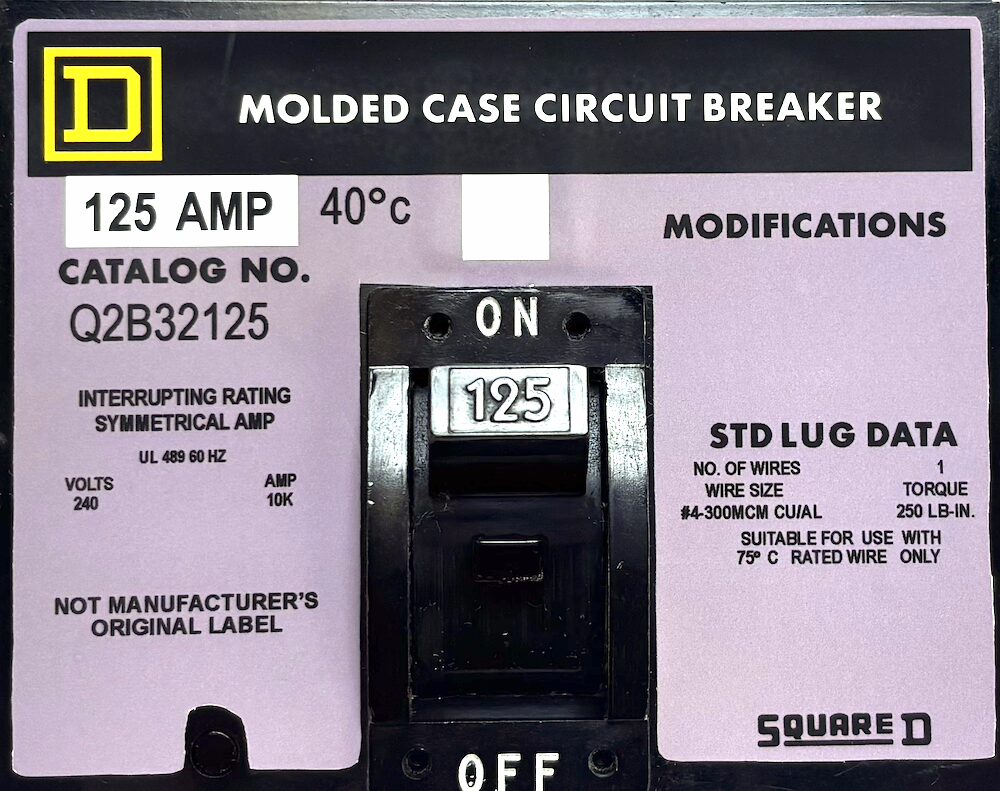 D
MOLDED CASE CIRCUIT BREAKER
125 AMP 40°C
CATALOG NO.
Q2B32125
INTERRUPTING RATING
SYMMETRICAL AMP
UL 489 60 HZ
VOLTS AMP
240 10K
NOT MANUFACTURER'S
ORIGINAL LABEL
ON
125
OFF
MODIFICATIONS
STD LUG DATA
NO. OF WIRES 1
WIRE SIZE TORQUE
#4-300MCM CU/AL 250 LB-IN.
SUITABLE FOR USE WITH
75° C RATED WIRE ONLY
SQUARE D